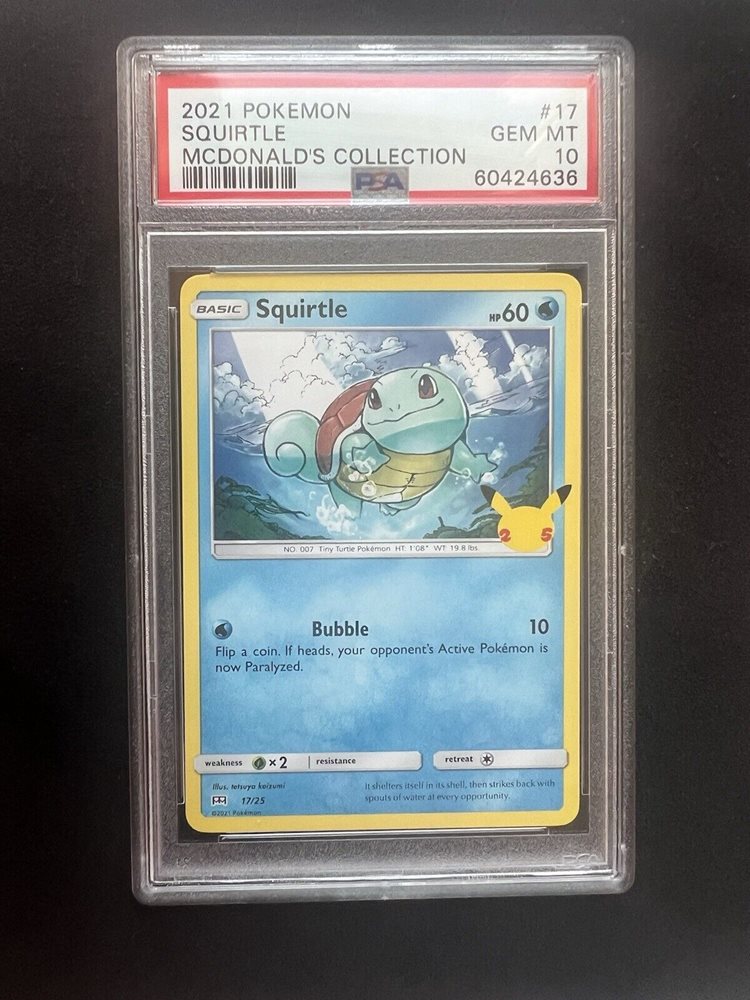 2021 POKEMON #17
SQUIRTLE GEM MT
MCDONALD'S COLLECTION 10
PSA 60424636
BASIC Squirtle HP 60
25
NO. 007 Tiny Turtle Pokémon HT: 1'08" WT: 19.8 lbs.
Bubble 10
Flip a coin. If heads, your opponent's Active Pokémon is
now Paralyzed.
weakness ×2 resistance retreat
Illus. tetsuya koizumi
It shelters itself in its shell, then strikes back with
spouts of water at every opportunity.
17/25
©2021 Pokémon